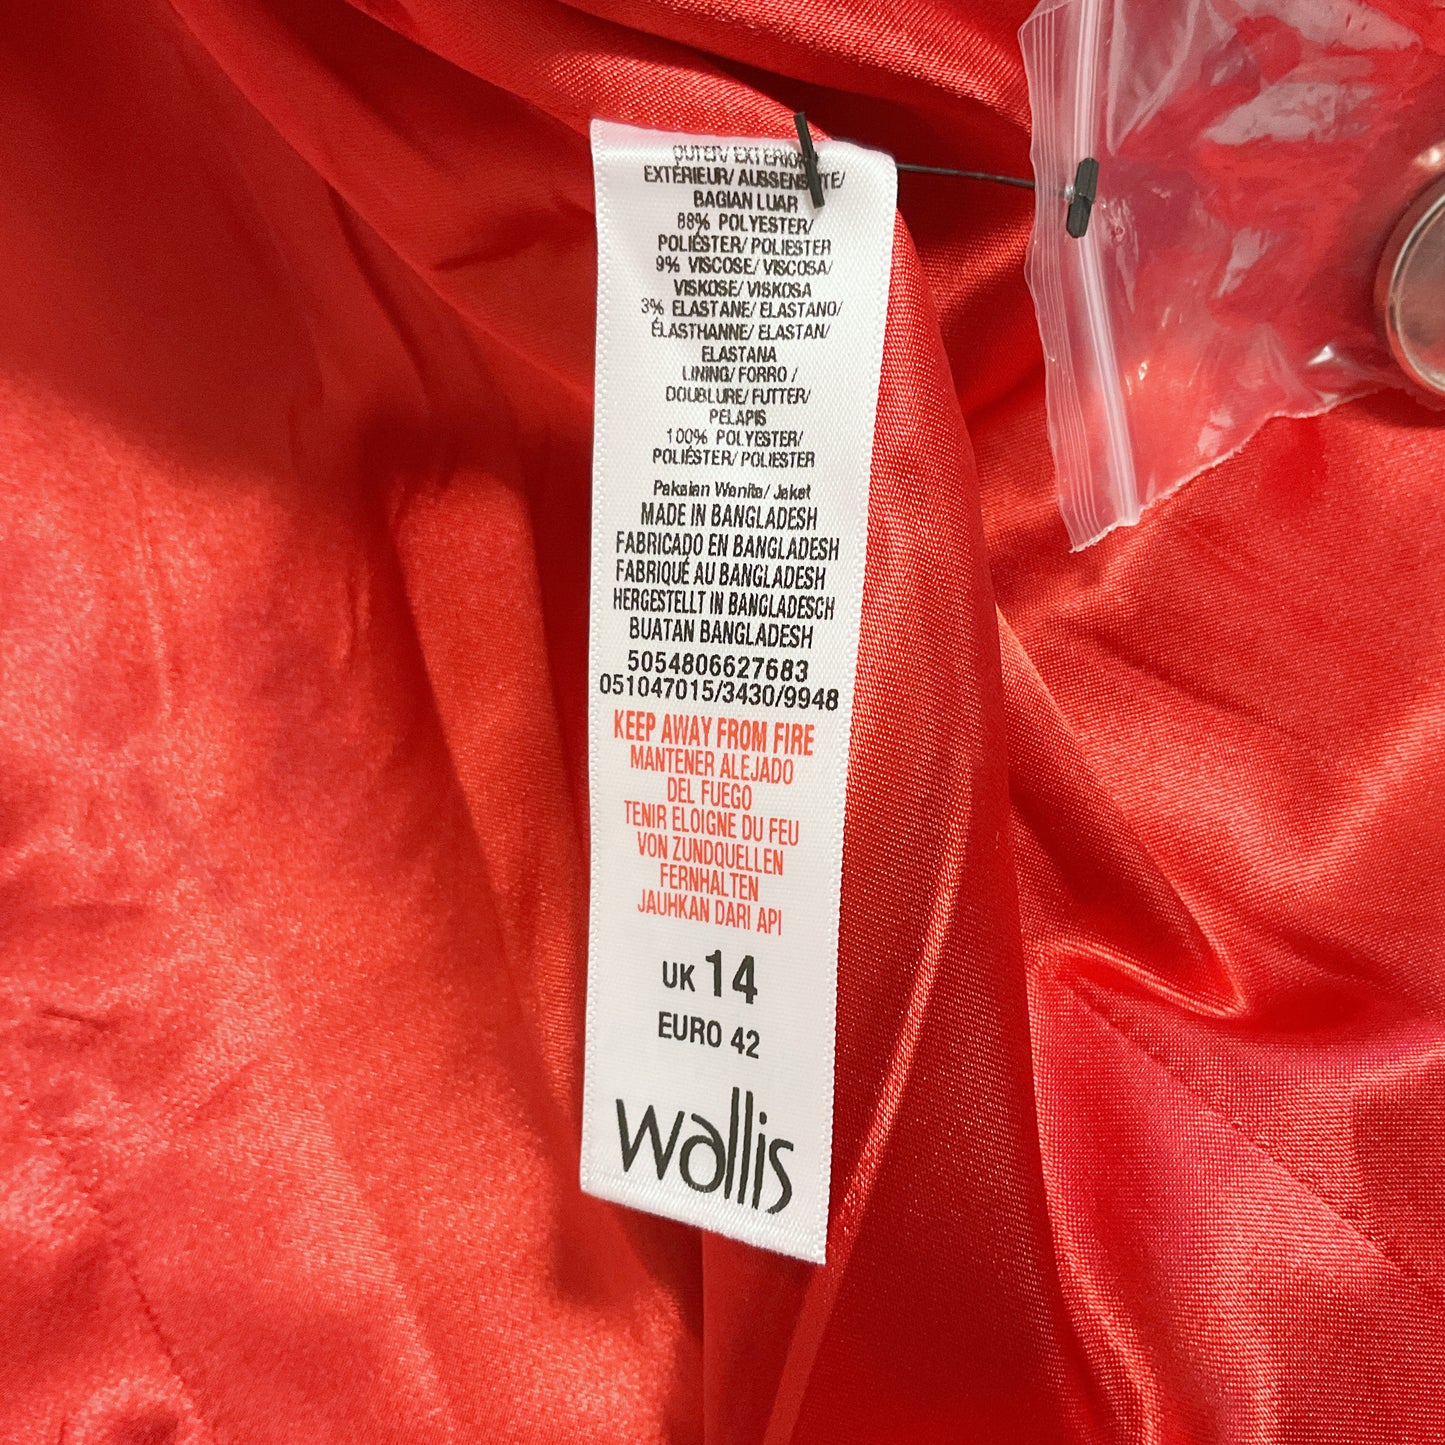 OUTER/ EXTERIOR/
EXTÉRIEUR/ AUSSENSEITE/
BAGIAN LUAR
88% POLYESTER/
POLIÉSTER/ POLIESTER
9% VISCOSE/ VISCOSA/
VISKOSE/ VISKOSA
3% ELASTANE/ ELASTANO/
ÉLASTHANNE/ ELASTAN/
ELASTANA
LINING/ FORRO /
DOUBLURE/ FUTTER/
PELAPIS
100% POLYESTER/
POLIÉSTER/ POLIESTER
Pakaian Wanita/ Jaket
MADE IN BANGLADESH
FABRICADO EN BANGLADESH
FABRIQUÉ AU BANGLADESH
HERGESTELLT IN BANGLADESCH
BUATAN BANGLADESH
5054806627683
051047015/3430/9948
KEEP AWAY FROM FIRE
MANTENER ALEJADO
DEL FUEGO
TENIR ELOIGNE DU FEU
VON ZUNDQUELLEN
FERNHALTEN
JAUHKAN DARI API
UK 14
EURO 42
wallis